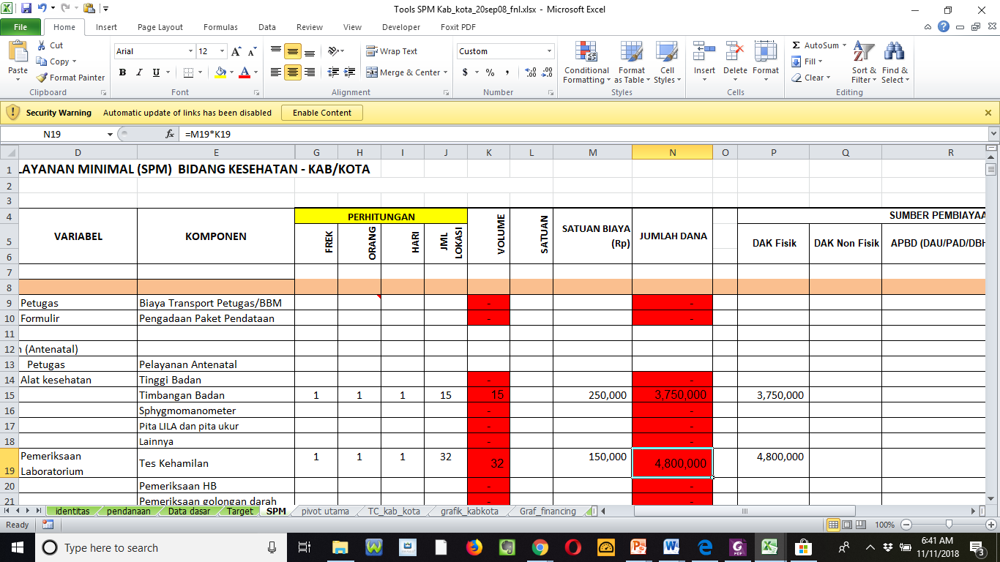 Tools SPM Kab_kota_20sep08_fnl.xlsx - Microsoft Excel
File Home Insert Page Layout Formulas Data Review View Developer Foxit PDF
Paste Cut Copy Format Painter Clipboard
Arial 12 B I U Font
Wrap Text Merge & Center Alignment
Custom $ % , Number
Conditional Formatting Format as Table Cell Styles Styles
Insert Delete Format Cells
Σ AutoSum Fill Clear Sort & Filter Find & Select Editing
Security Warning Automatic update of links has been disabled Enable Content
N19 fx =M19*K19
D E G H I J K L M N O P Q R
1 LAYANAN MINIMAL (SPM) BIDANG KESEHATAN - KAB/KOTA
2
3
4 PERHITUNGAN SUMBER PEMBIAYAA
5 VARIABEL KOMPONEN FREK ORANG HARI JML LOKASI VOLUME SATUAN SATUAN BIAYA (Rp) JUMLAH DANA DAK Fisik DAK Non Fisik APBD (DAU/PAD/DBH
6
7
8
9 Petugas Biaya Transport Petugas/BBM - -
10 Formulir Pengadaan Paket Pendataan - -
11
12 (Antenatal)
13 Petugas Pelayanan Antenatal
14 Alat kesehatan Tinggi Badan - -
15 Timbangan Badan 1 1 1 15 15 250,000 3,750,000 3,750,000
16 Sphygmomanometer - -
17 Pita LILA dan pita ukur - -
18 Lainnya - -
19 Pemeriksaan Laboratorium Tes Kehamilan 1 1 1 32 32 150,000 4,800,000 4,800,000
20 Pemeriksaan HB - -
21 Pemeriksaan golongan darah - -
identitas pendanaan Data dasar Target SPM pivot utama TC_kab_kota grafik_kabkota Graf_financing
Ready 100%
Type here to search 6:41 AM
11/11/2018 3